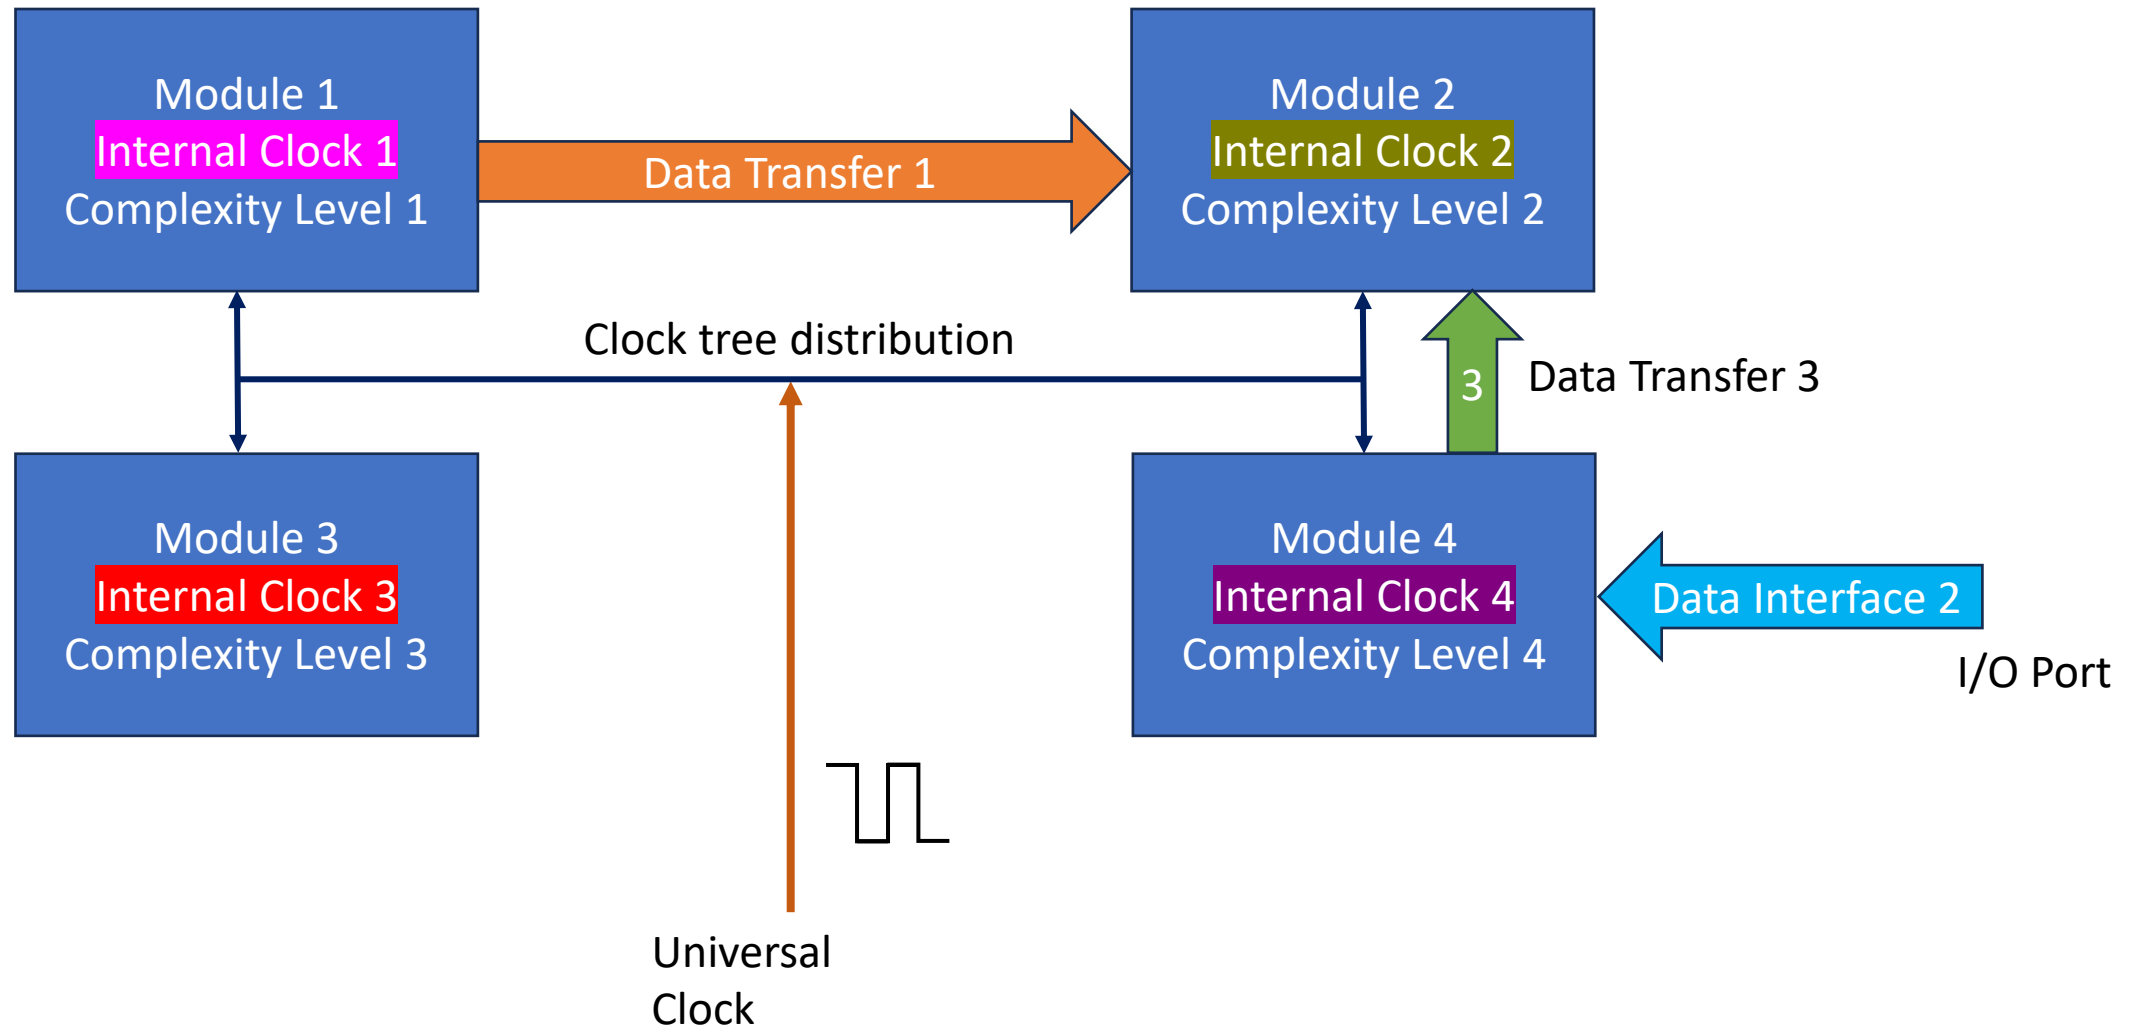 Module 1
Internal Clock 1
Complexity Level 1
Data Transfer 1
Module 2
Internal Clock 2
Complexity Level 2
Clock tree distribution
3
Data Transfer 3
Module 3
Internal Clock 3
Complexity Level 3
Module 4
Internal Clock 4
Complexity Level 4
Data Interface 2
I/O Port
Universal
Clock